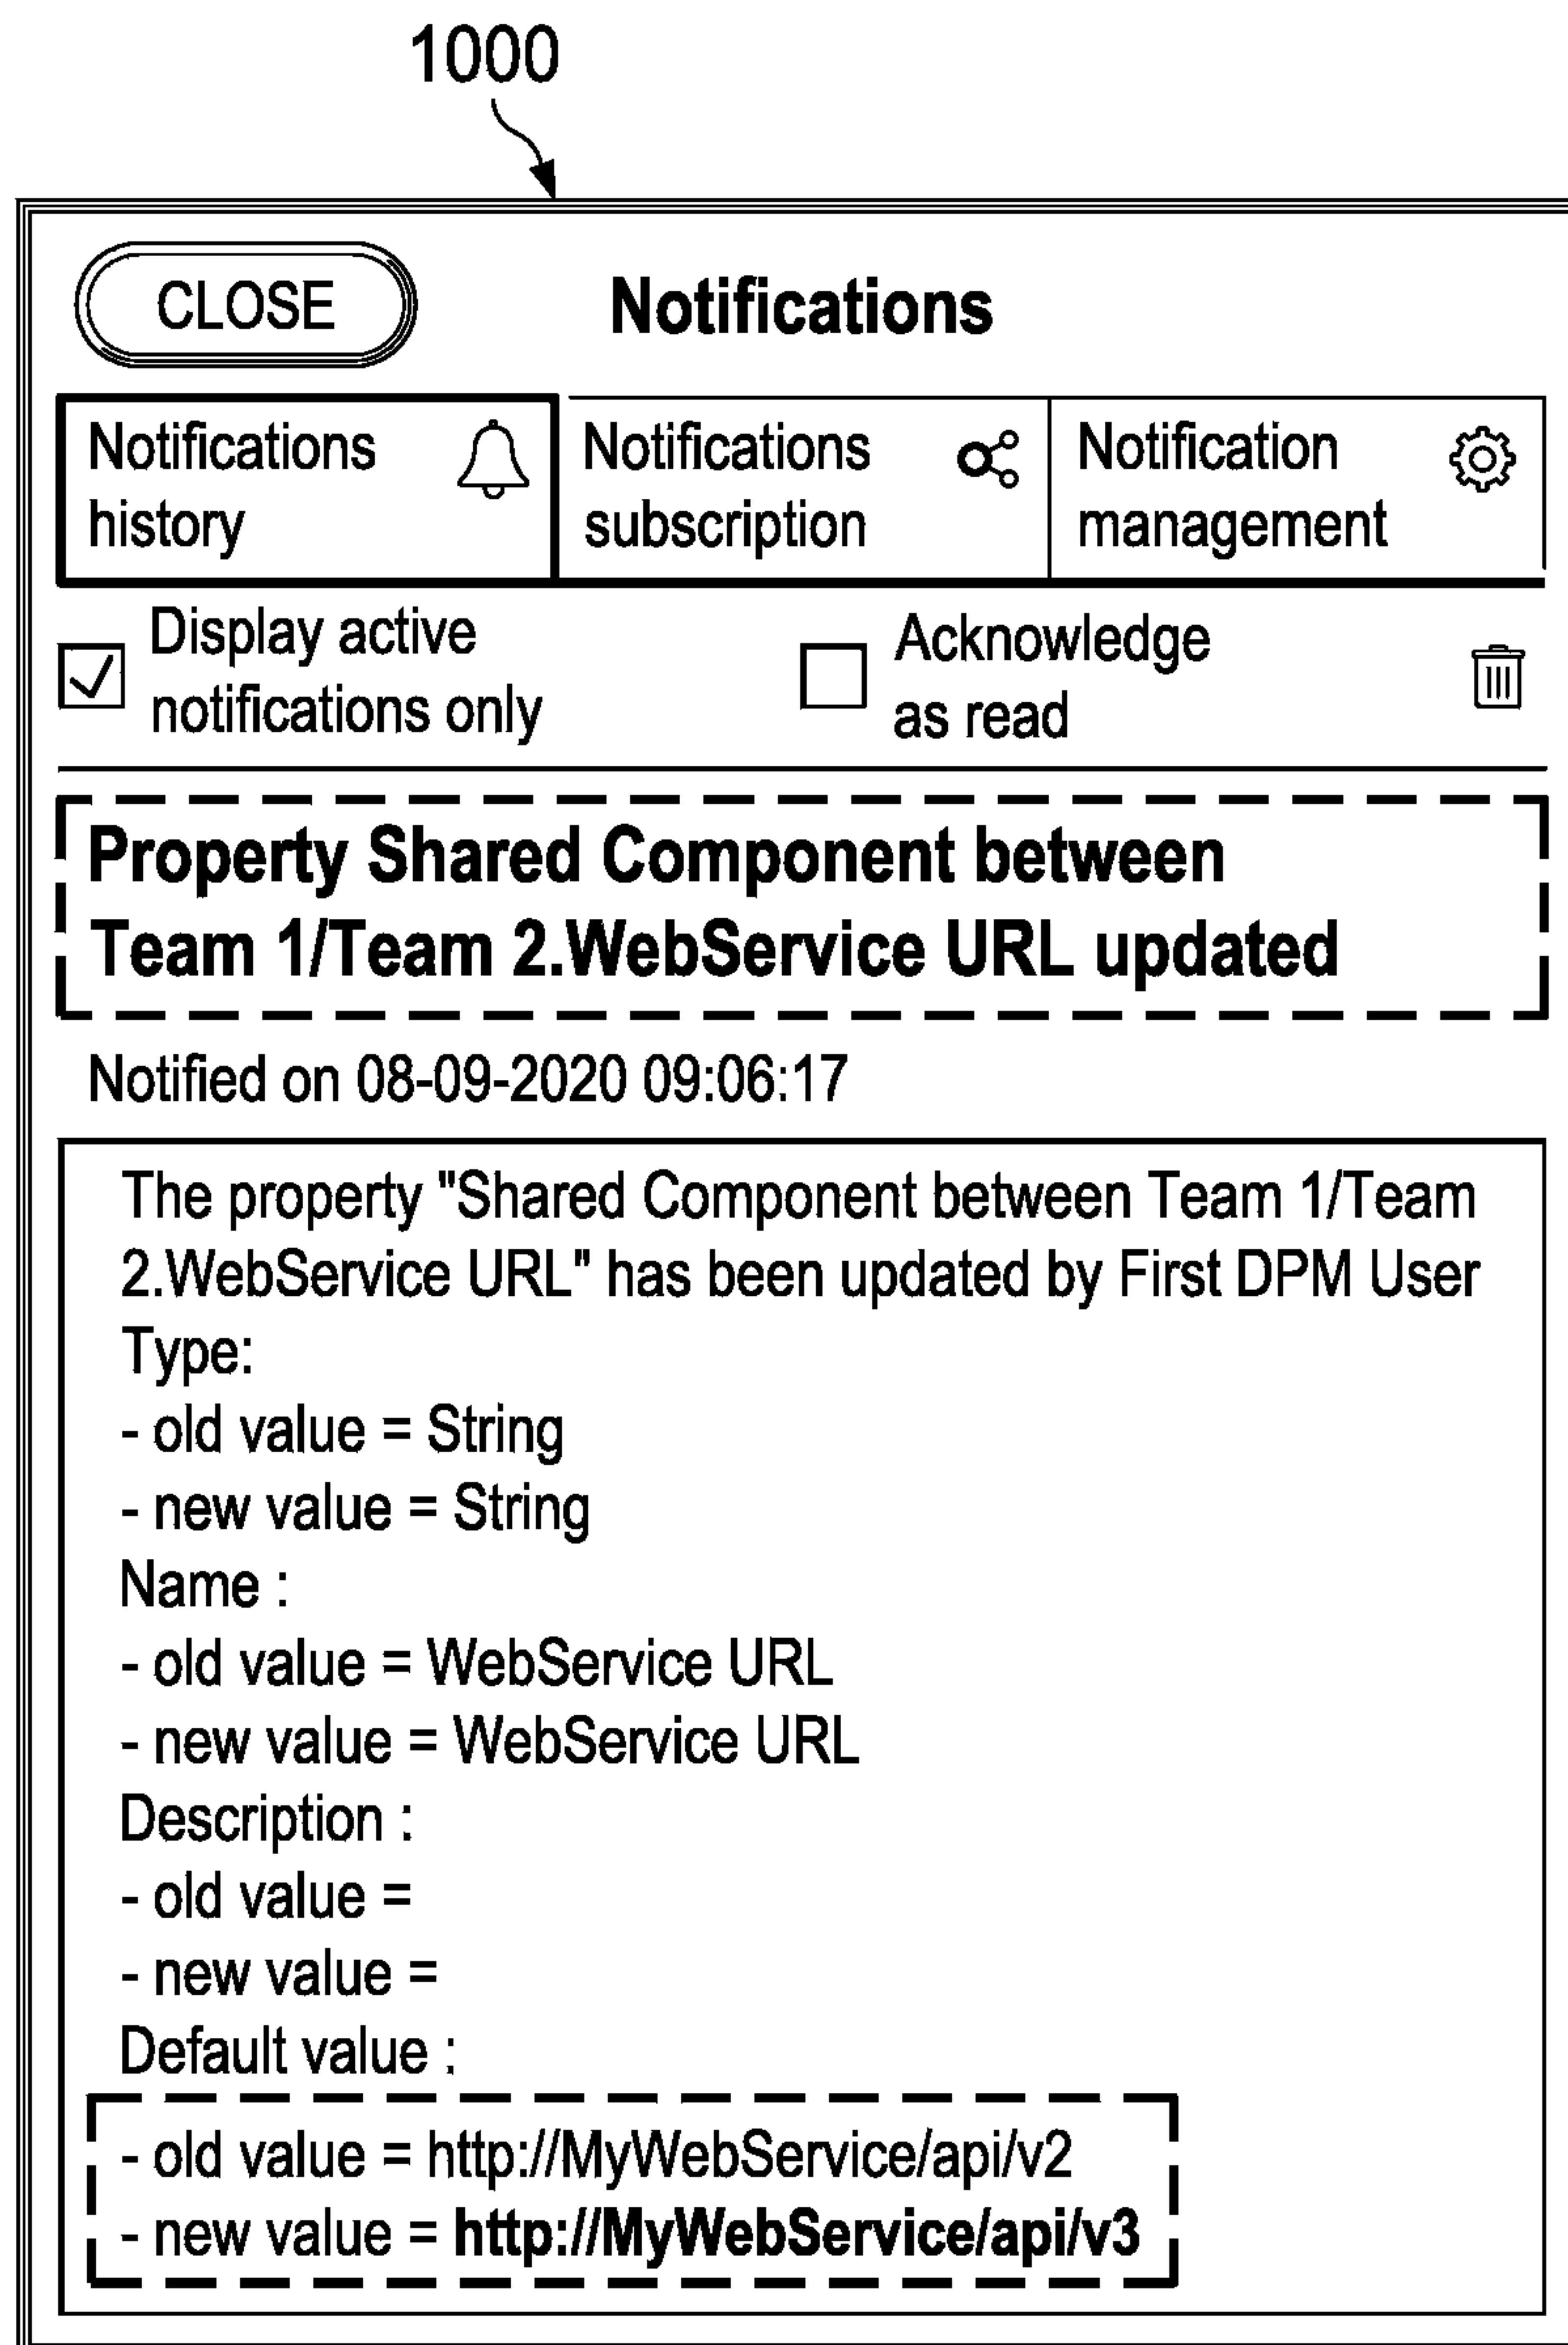 1000
CLOSE
Notifications
Notifications
history
Notifications
subscription
Notification
management
Display active
notifications only
Acknowledge
as read
Property Shared Component between
Team 1/Team 2.WebService URL updated
Notified on 08-09-2020 09:06:17
The property "Shared Component between Team 1/Team
2.WebService URL" has been updated by First DPM User
Type:
- old value = String
- new value = String
Name :
- old value = WebService URL
- new value = WebService URL
Description :
- old value =
- new value =
Default value :
- old value = http://MyWebService/api/v2
- new value = http://MyWebService/api/v3